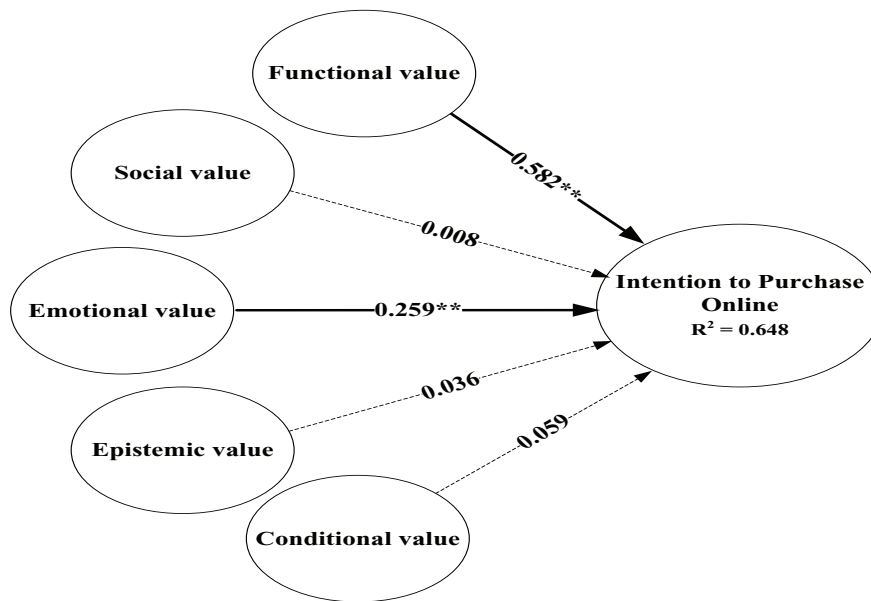 Functional value
0.582**
Social value
0.008
Emotional value
0.259**
Intention to Purchase
Online
R² = 0.648
Epistemic value
0.036
Conditional value
0.059